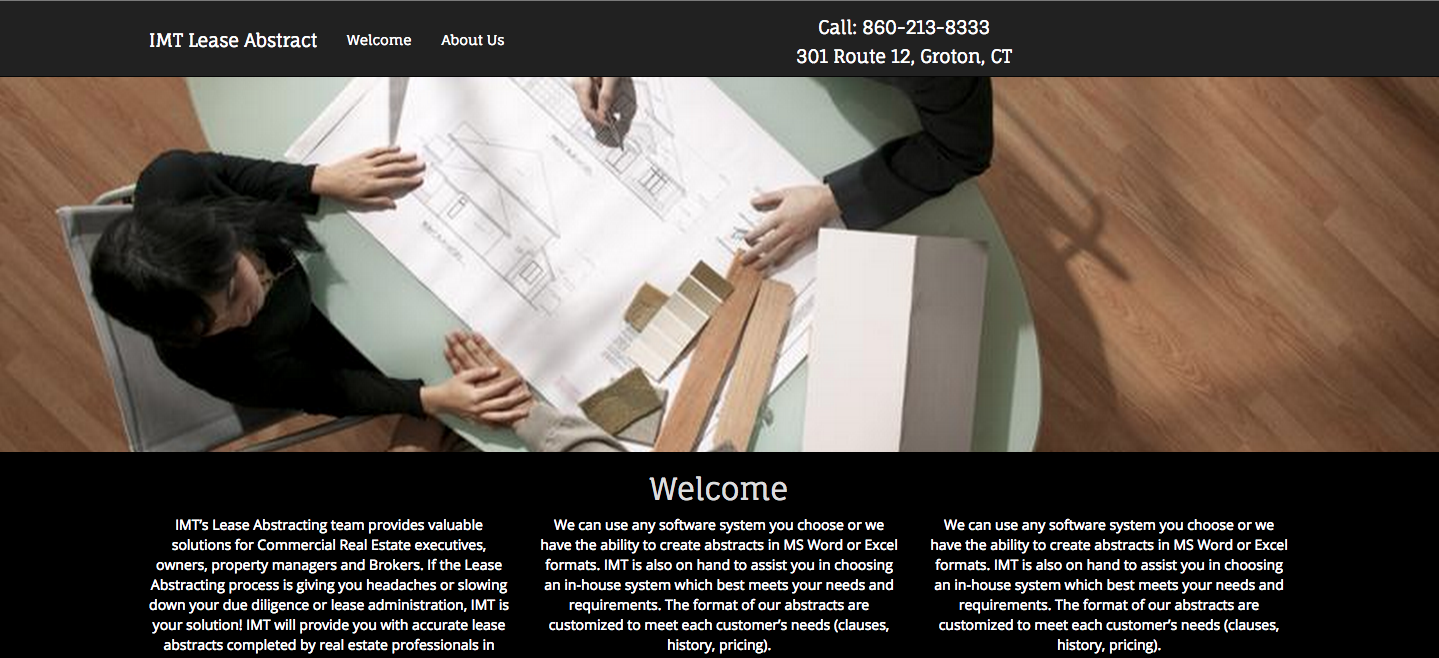 IMT Lease Abstract
Welcome
About Us
Call: 860-213-8333
301 Route 12, Groton, CT
Welcome
IMT’s Lease Abstracting team provides valuable
solutions for Commercial Real Estate executives,
owners, property managers and Brokers. If the Lease
Abstracting process is giving you headaches or slowing
down your due diligence or lease administration, IMT is
your solution! IMT will provide you with accurate lease
abstracts completed by real estate professionals in
We can use any software system you choose or we
have the ability to create abstracts in MS Word or Excel
formats. IMT is also on hand to assist you in choosing
an in-house system which best meets your needs and
requirements. The format of our abstracts are
customized to meet each customer’s needs (clauses,
history, pricing).
We can use any software system you choose or we
have the ability to create abstracts in MS Word or Excel
formats. IMT is also on hand to assist you in choosing
an in-house system which best meets your needs and
requirements. The format of our abstracts are
customized to meet each customer’s needs (clauses,
history, pricing).